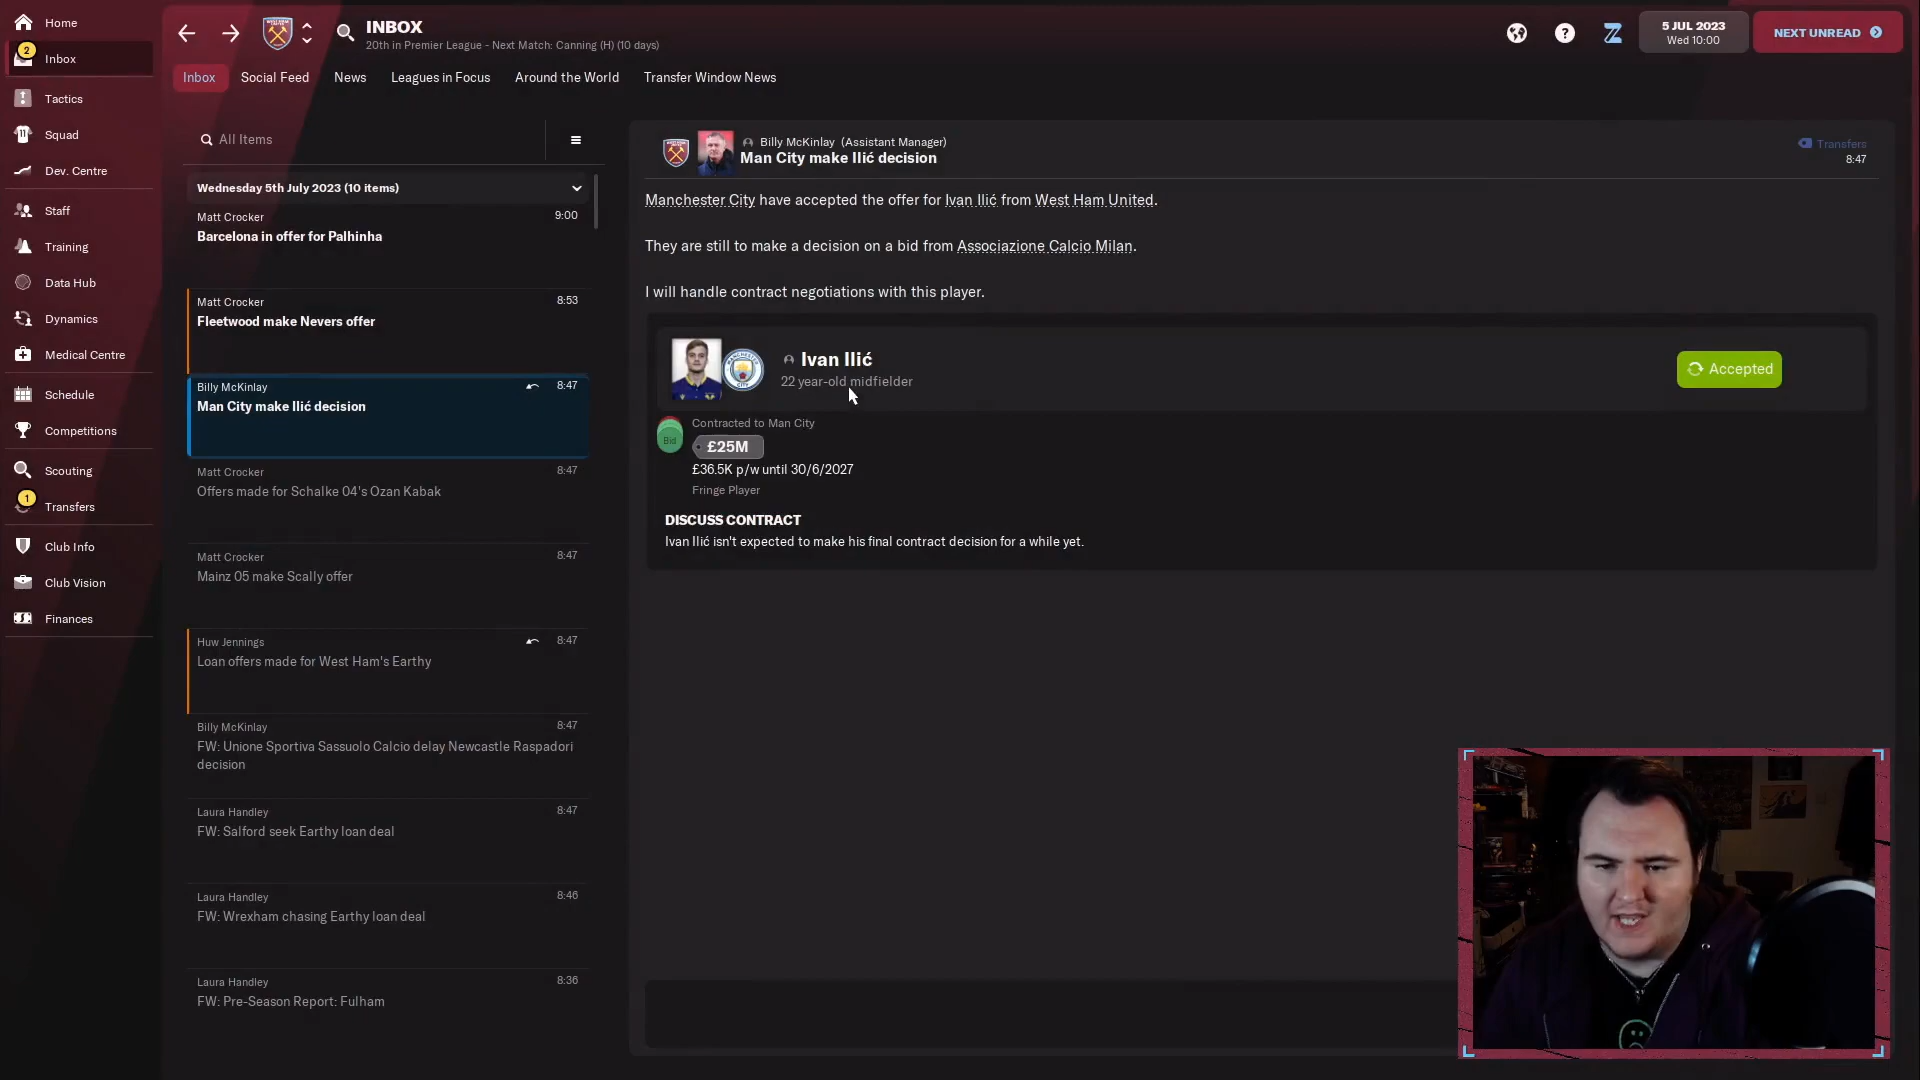 Home
2
Inbox
Tactics
Squad
Dev. Centre
Staff
Training
Data Hub
Dynamics
Medical Centre
Schedule
Competitions
Scouting
1
Transfers
Club Info
Club Vision
Finances
INBOX
20th in Premier League - Next Match: Canning (H) (10 days)
5 JUL 2023
Wed 10:00
NEXT UNREAD
Inbox
Social Feed
News
Leagues in Focus
Around the World
Transfer Window News
All Items
Wednesday 5th July 2023 (10 items)
Matt Crocker 9:00
Barcelona in offer for Palhinha
Matt Crocker 8:53
Fleetwood make Nevers offer
Billy McKinlay 8:47
Man City make Ilić decision
Matt Crocker 8:47
Offers made for Schalke 04's Ozan Kabak
Matt Crocker 8:47
Mainz 05 make Scally offer
Huw Jennings 8:47
Loan offers made for West Ham's Earthy
Billy McKinlay 8:47
FW: Unione Sportiva Sassuolo Calcio delay Newcastle Raspadori
decision
Laura Handley 8:47
FW: Salford seek Earthy loan deal
Laura Handley 8:46
FW: Wrexham chasing Earthy loan deal
Laura Handley 8:36
FW: Pre-Season Report: Fulham
Billy McKinlay (Assistant Manager)
Man City make Ilić decision
Transfers
8:47
Manchester City have accepted the offer for Ivan Ilić from West Ham United.
They are still to make a decision on a bid from Associazione Calcio Milan.
I will handle contract negotiations with this player.
Ivan Ilić
22 year-old midfielder
Accepted
Contracted to Man City
Bid
£25M
£36.5K p/w until 30/6/2027
Fringe Player
DISCUSS CONTRACT
Ivan Ilić isn't expected to make his final contract decision for a while yet.